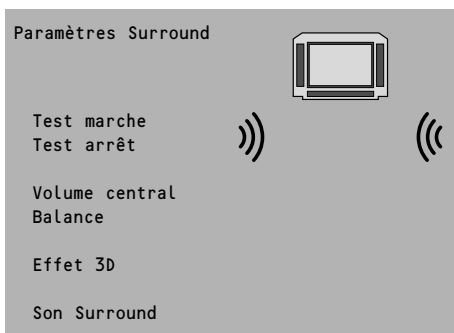 Paramètres Surround
Test marche
Test arrêt
Volume central
Balance
Effet 3D
Son Surround